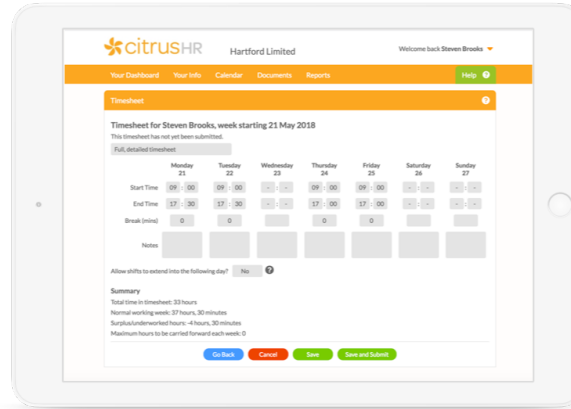 citrusHR
Hartford Limited
Welcome back Steven Brooks
Your Dashboard Your Info Calendar Documents Reports Help ?
Timesheet ?
Timesheet for Steven Brooks, week starting 21 May 2018
This timesheet has not yet been submitted.
Full, detailed timesheet
Monday Tuesday Wednesday Thursday Friday Saturday Sunday
21 22 23 24 25 26 27
Start Time 09 : 00 09 : 00 - : - 09 : 00 09 : 00 - : - - : -
End Time 17 : 30 17 : 30 - : - 17 : 00 17 : 00 - : - - : -
Break (mins) 0 0 0 0
Notes
Allow shifts to extend into the following day? No ?
Summary
Total time in timesheet: 33 hours
Normal working week: 37 hours, 30 minutes
Surplus/underworked hours: -4 hours, 30 minutes
Maximum hours to be carried forward each week: 0
Go Back Cancel Save Save and Submit